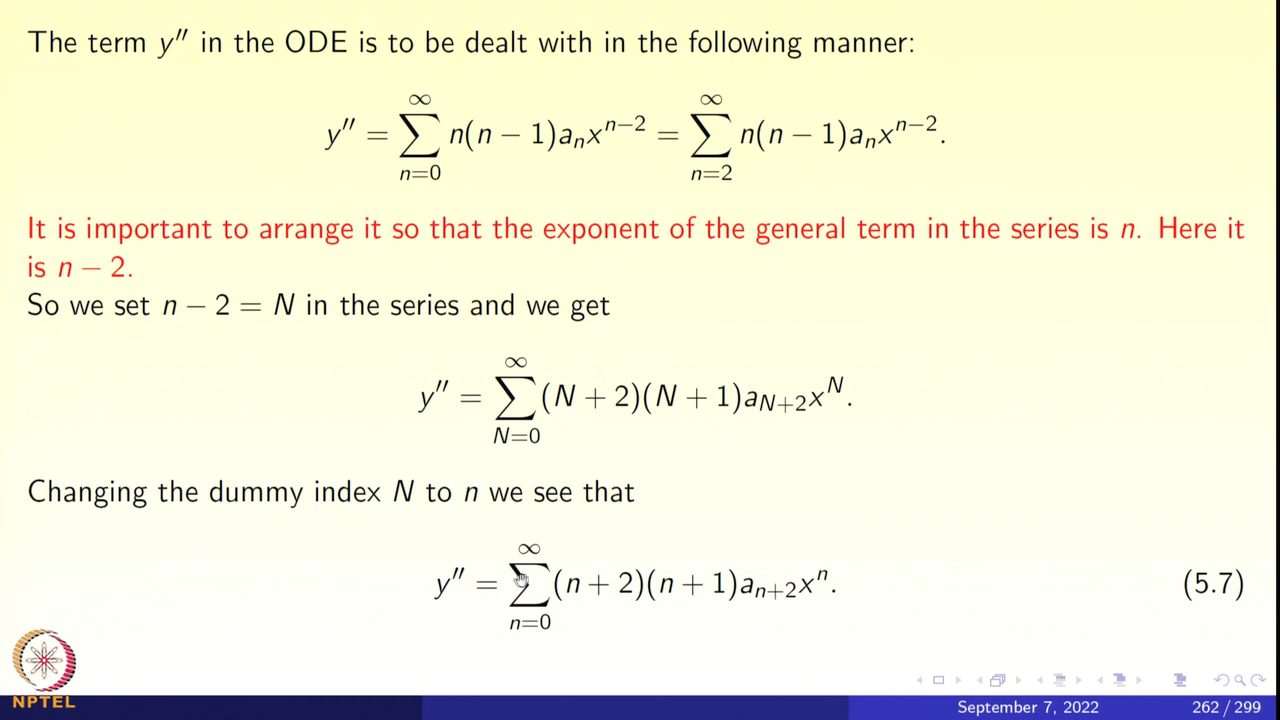 The term y′′ in the ODE is to be dealt with in the following manner:
y′′ = ∑_{n=0}^{∞} n(n − 1)a_n x^{n−2} = ∑_{n=2}^{∞} n(n − 1)a_n x^{n−2}.
It is important to arrange it so that the exponent of the general term in the series is n. Here it
is n − 2.
So we set n − 2 = N in the series and we get
y′′ = ∑_{N=0}^{∞} (N + 2)(N + 1)a_{N+2} x^N.
Changing the dummy index N to n we see that
y′′ = ∑_{n=0}^{∞} (n + 2)(n + 1)a_{n+2} x^n. (5.7)
NPTEL
September 7, 2022 262 / 299